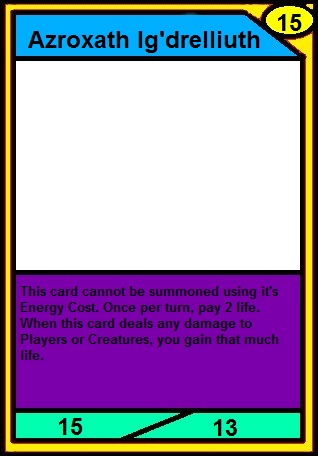 Azroxath Ig'drelliuth
15
This card cannot be summoned using it's
Energy Cost. Once per turn, pay 2 life.
When this card deals any damage to
Players or Creatures, you gain that much
life.
15
13